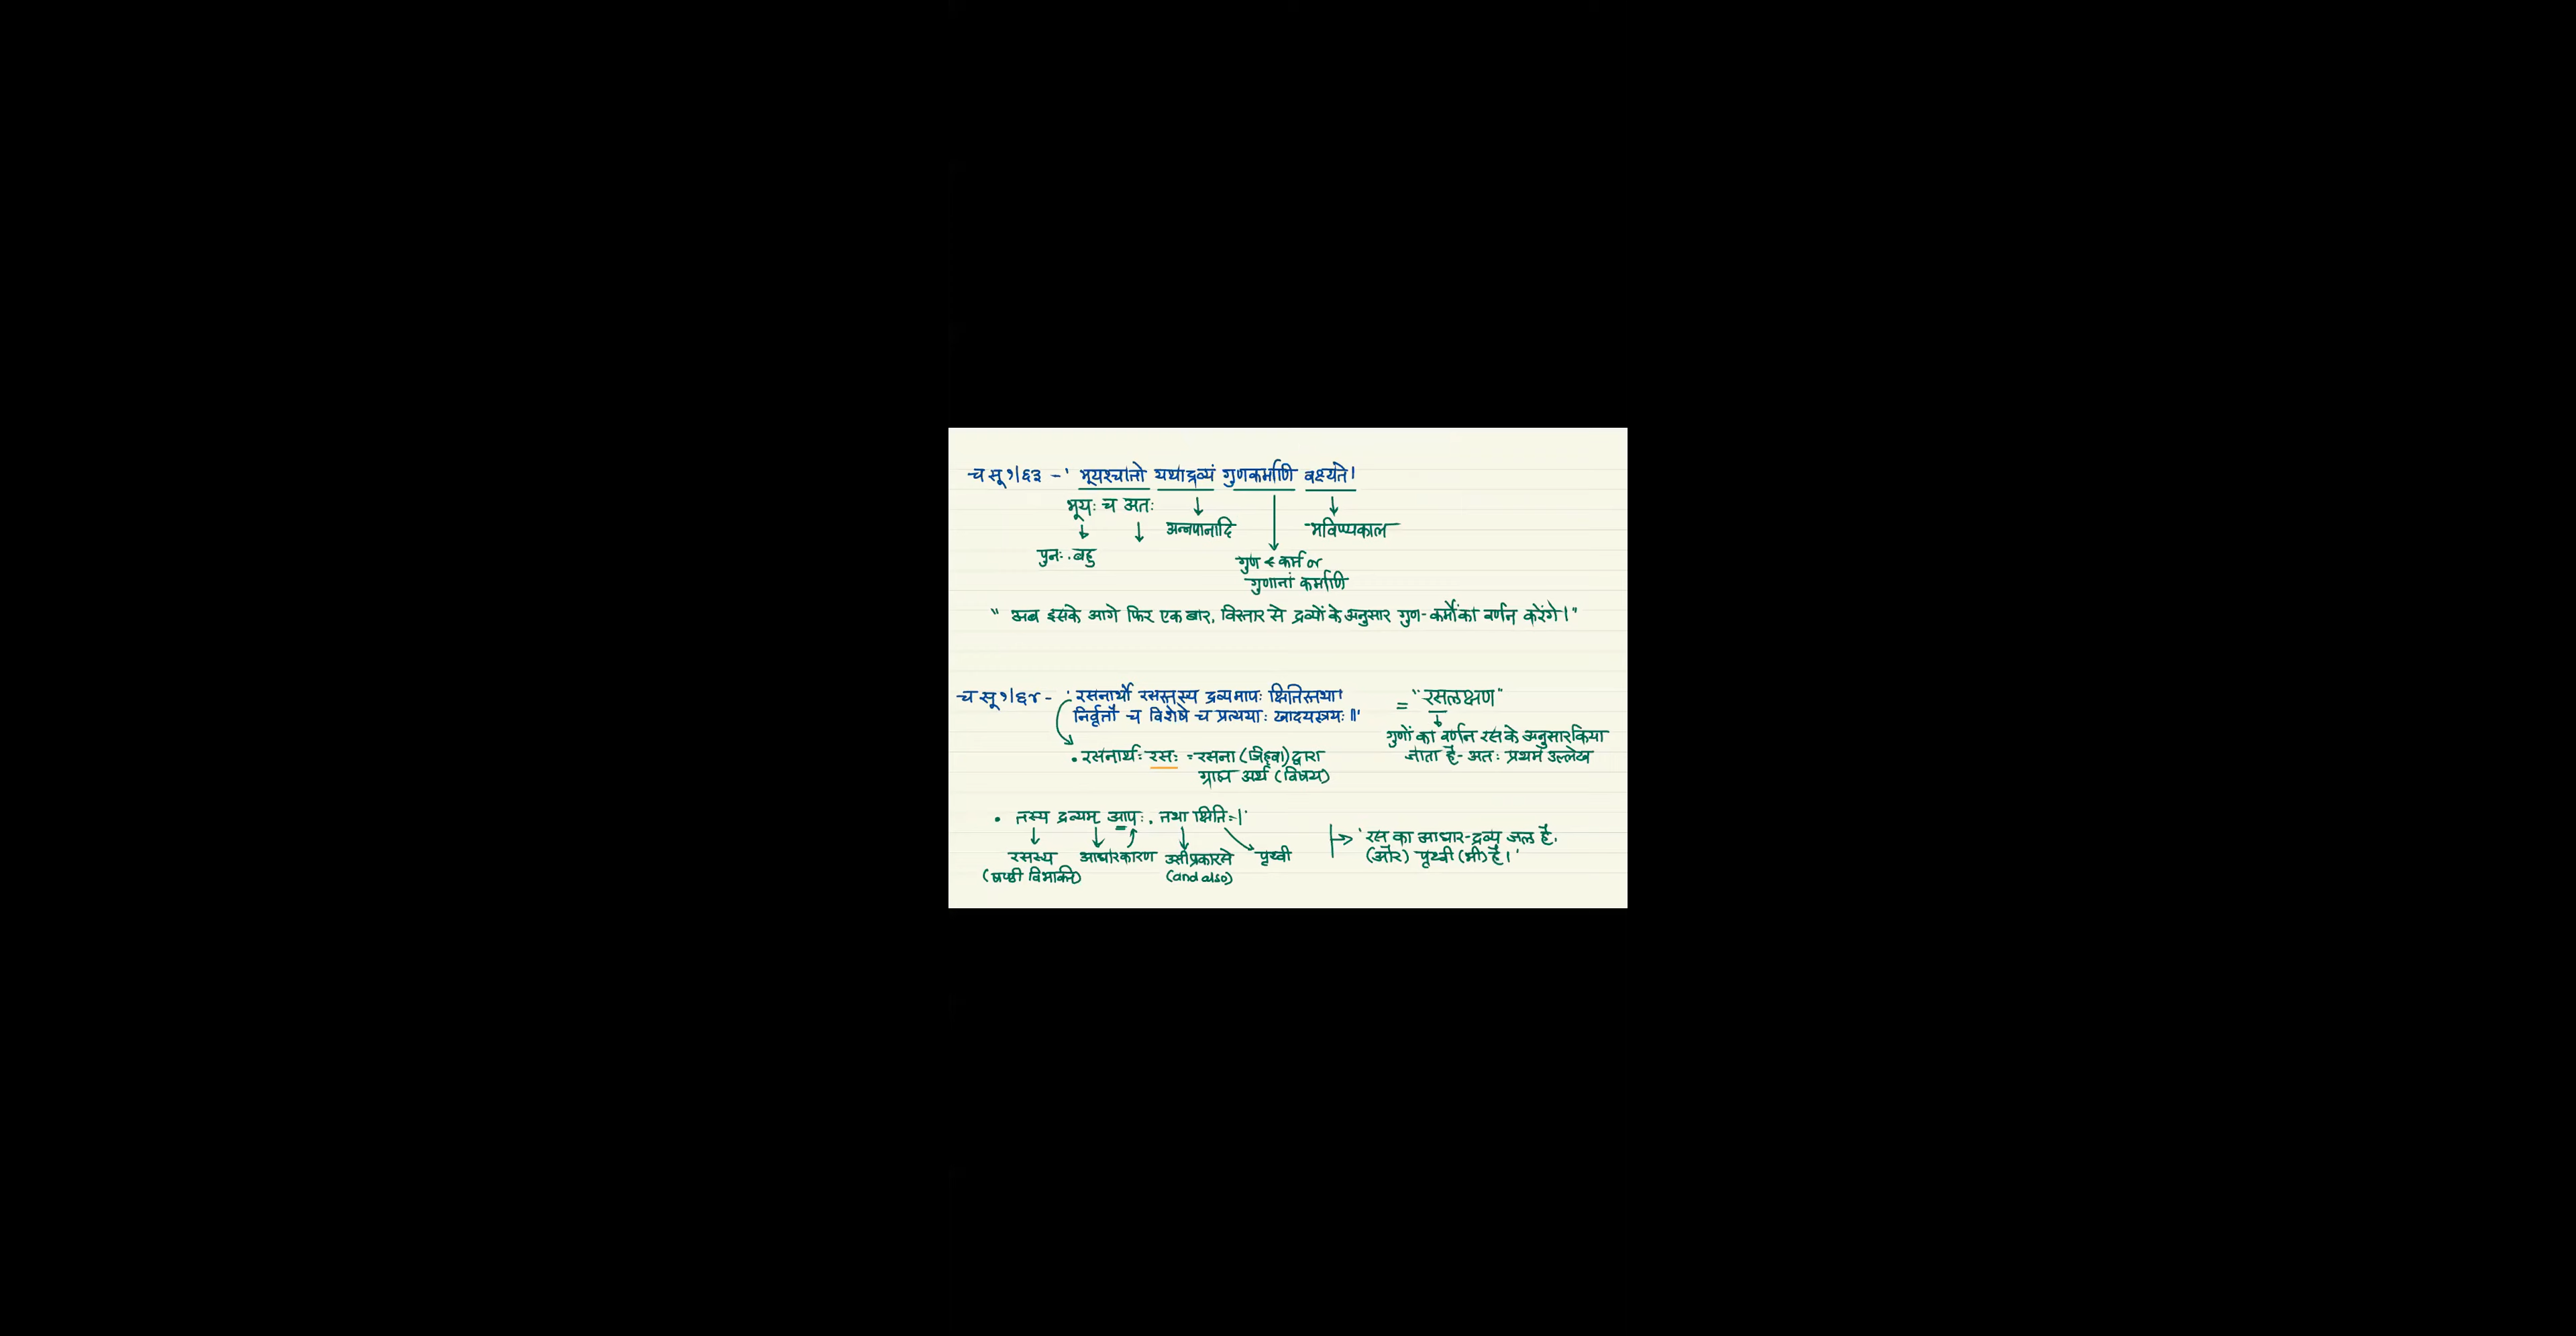 च सू १|६३ - ' भूयश्चातो यथाद्रव्यं गुणकर्माणि वक्ष्यते।
भूयः च अतः
अन्नपानादि भविष्यकाल
पुनः . बहु
गुण & कर्म or
गुणानां कर्माणि
" अब इसके आगे फिर एक बार, विस्तार से द्रव्यों के अनुसार गुण-कर्मों का वर्णन करेंगे।"
च सू १|६४ - ' रसनार्थो रसस्तस्य द्रव्यमापः क्षितिस्तथा। = "रसलक्षण"
निर्वृत्तौ च विशेषे च प्रत्ययाः खादयस्त्रयः ॥'
गुणों का वर्णन रस के अनुसार किया
जाता है - अतः प्रथम उल्लेख
• रसनार्थः रसः = रसना (जिह्वा) द्वारा
ग्राह्य अर्थ (विषय)
• तस्य द्रव्यम् आपः . तथा क्षितिः।'
' रस का आधार-द्रव्य जल है.
रसस्य आधारकारण उसीप्रकारसे पृथ्वी (और) पृथ्वी (भी) है।'
(षष्ठी विभक्ति) (and also)